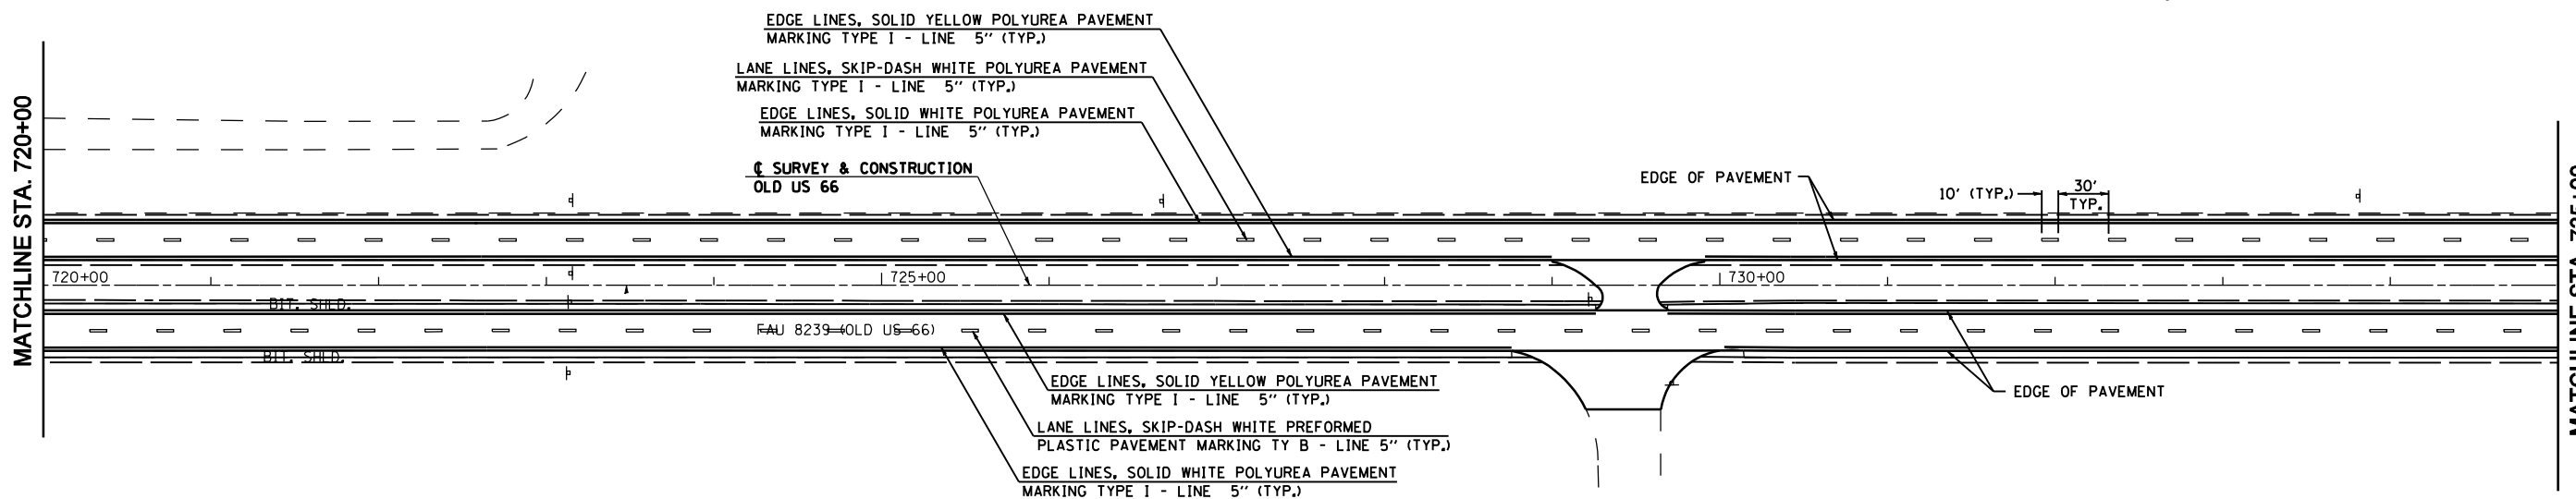 EDGE LINES, SOLID YELLOW POLYUREA PAVEMENT
MARKING TYPE I - LINE 5" (TYP.)
LANE LINES, SKIP-DASH WHITE POLYUREA PAVEMENT
MARKING TYPE I - LINE 5" (TYP.)
EDGE LINES, SOLID WHITE POLYUREA PAVEMENT
MARKING TYPE I - LINE 5" (TYP.)
℄ SURVEY & CONSTRUCTION
OLD US 66
MATCHLINE STA. 720+00
EDGE OF PAVEMENT
10' (TYP.)
30'
TYP.
720+00
725+00
730+00
BIT. SHLD.
FAU 8239 (OLD US 66)
BIT. SHLD.
EDGE LINES, SOLID YELLOW POLYUREA PAVEMENT
MARKING TYPE I - LINE 5" (TYP.)
LANE LINES, SKIP-DASH WHITE PREFORMED
PLASTIC PAVEMENT MARKING TY B - LINE 5" (TYP.)
EDGE LINES, SOLID WHITE POLYUREA PAVEMENT
MARKING TYPE I - LINE 5" (TYP.)
EDGE OF PAVEMENT
MATCHLINE STA. 735+00